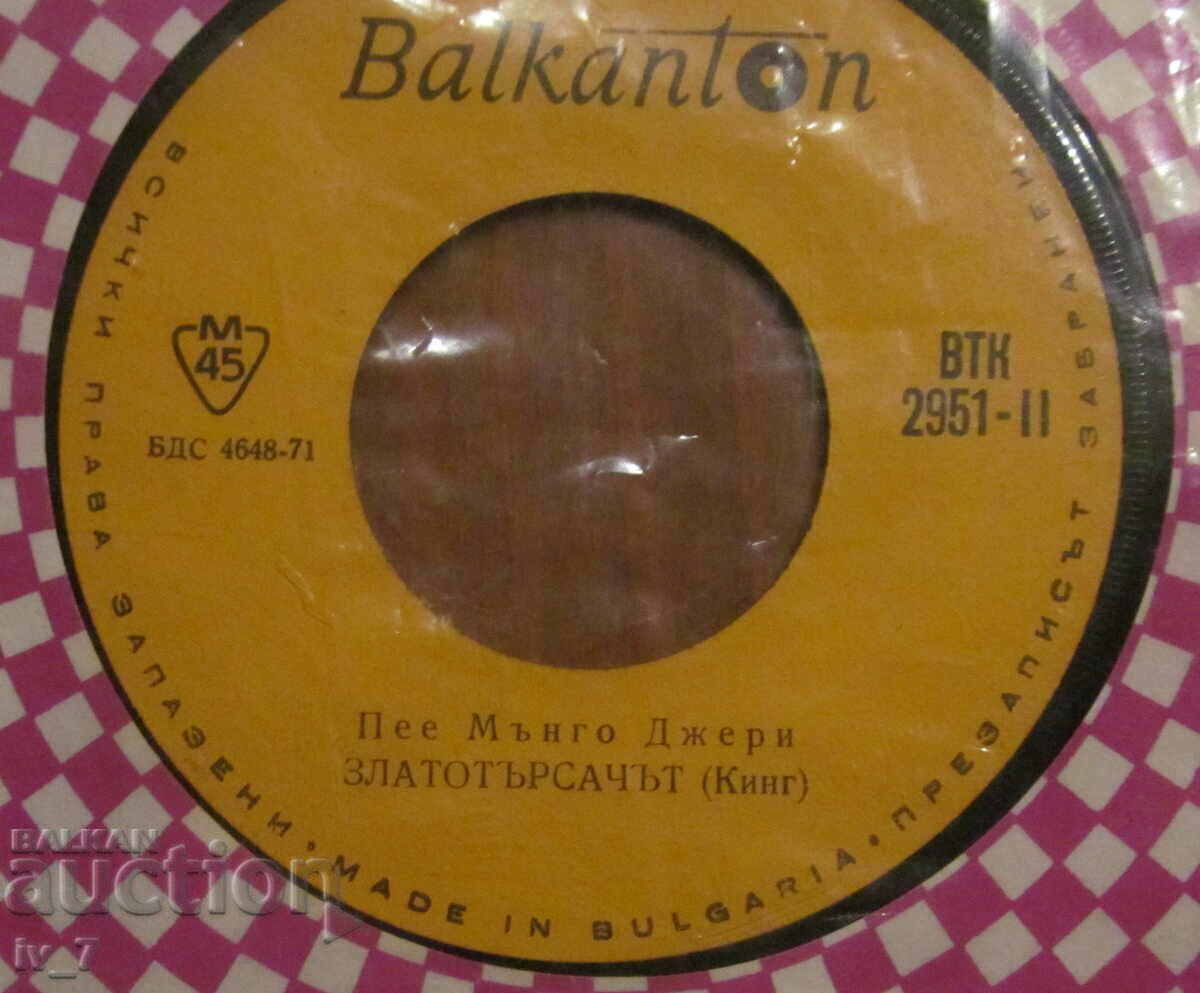 Balkanton
ВСИЧКИ ПРАВА ЗАПАЗЕНИ • MADE IN BULGARIA • ПРЕЗАПИСЪТ ЗАБРАНЕН
М
45
БДС 4648-71
ВТК
2951-II
Пее Мънго Джери
ЗЛАТОТЪРСАЧЪТ (Кинг)
BALKAN
auction
iv_7